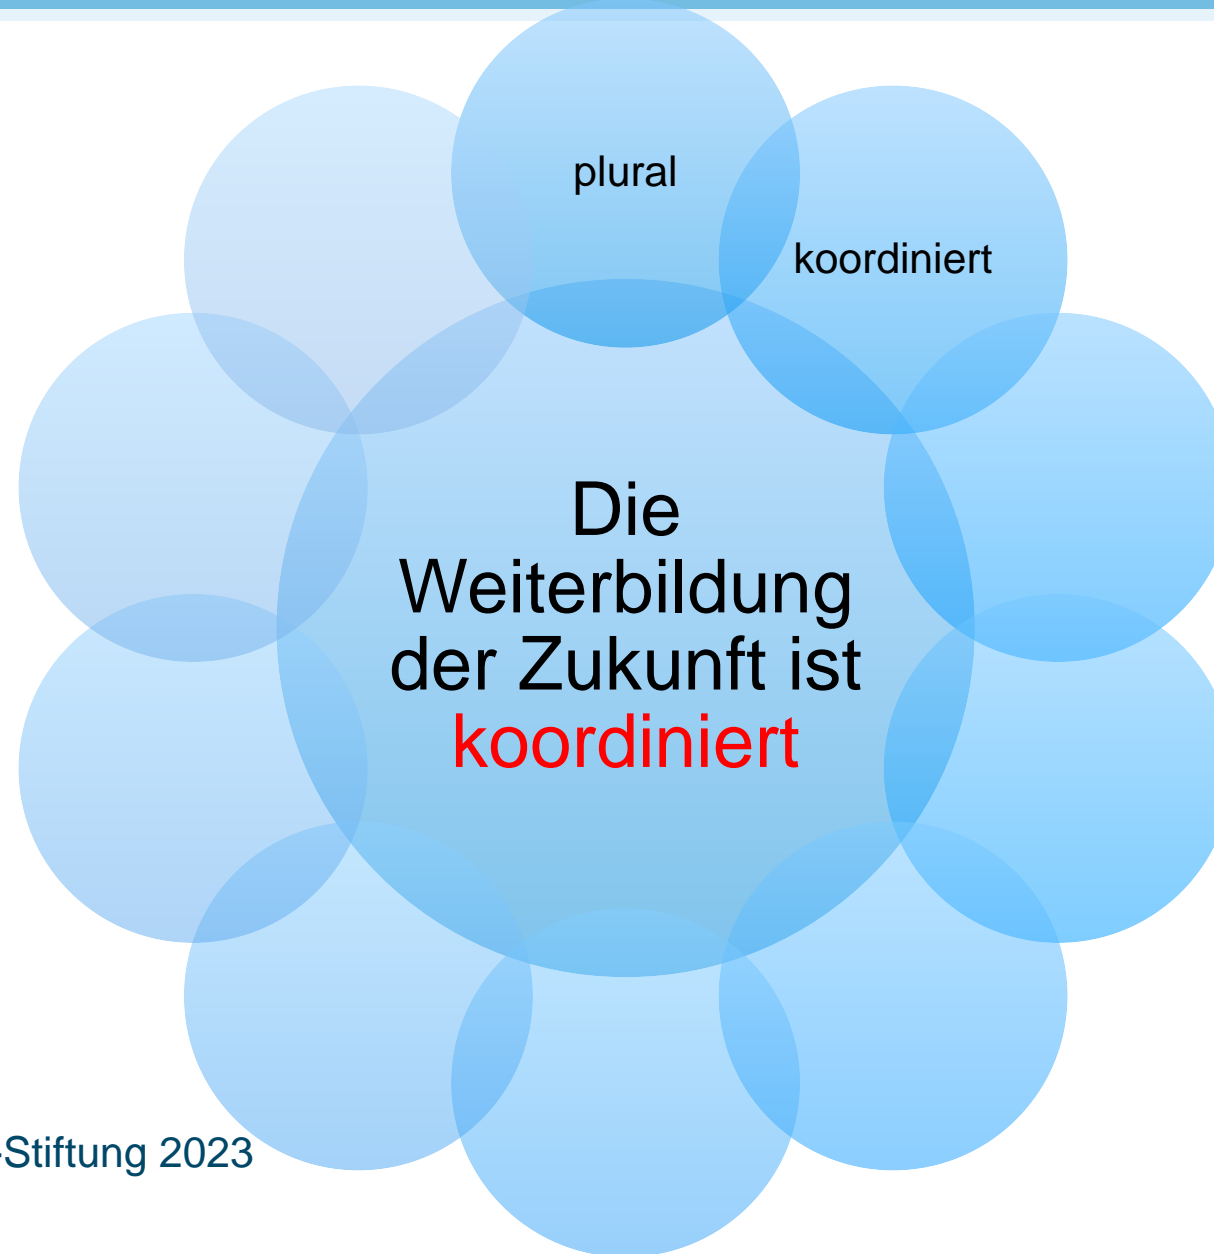 plural
koordiniert
Die
Weiterbildung
der Zukunft ist
koordiniert
-Stiftung 2023